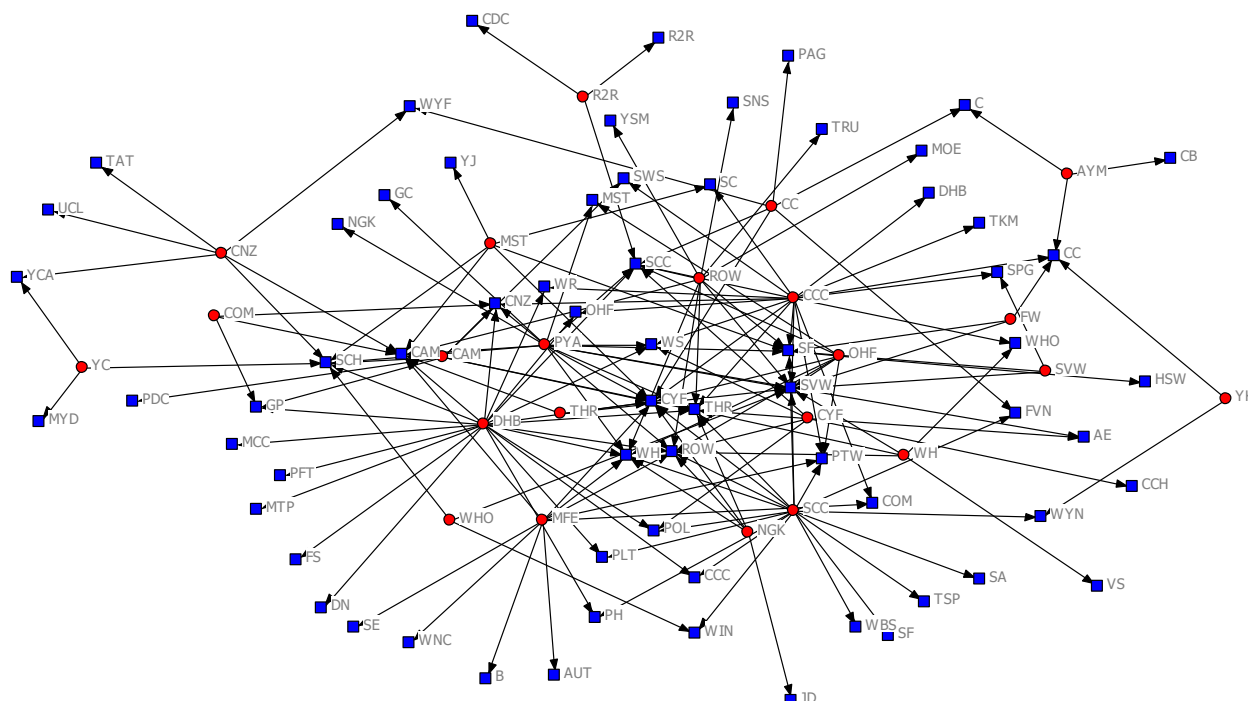 CDC
R2R
PAG
R2R
SNS
C
WYF
YSM
TRU
MOE
CB
TAT
YJ
AYM
SWS
SC
DHB
GC
MST
CC
UCL
NGK
TKM
MST
CNZ
CC
SCC
SPG
YCA
ROW
WR
CCC
CNZ
OHF
COM
FW
WHO
PYA
WS
SF
CAM
CAM
OHF
SCH
YC
SVW
HSW
SVW
PDC
CYF
GP
THR
THR
FVN
CYF
MYD
DHB
AE
MCC
WH
ROW
PTW
WH
PFT
CCH
MTP
COM
SCC
WHO
MFE
WYN
POL
NGK
FS
PLT
CCC
SA
VS
DN
TSP
PH
SE
WNC
WIN
WBS
SF
B
AUT